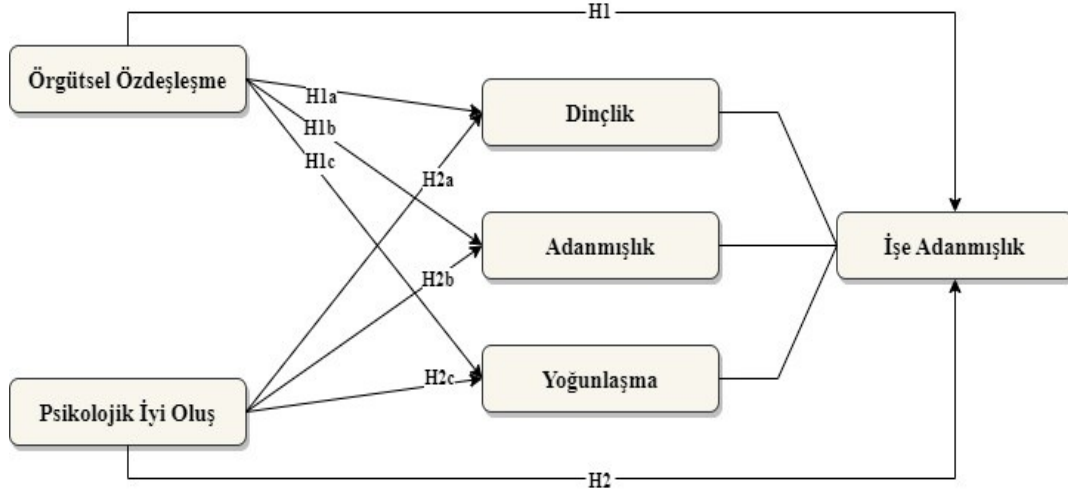 H1
Örgütsel Özdeşleşme
H1a
H1b
H1c
Dinçlik
H2a
Adanmışlık
İşe Adanmışlık
H2b
Yoğunlaşma
H2c
Psikolojik İyi Oluş
H2